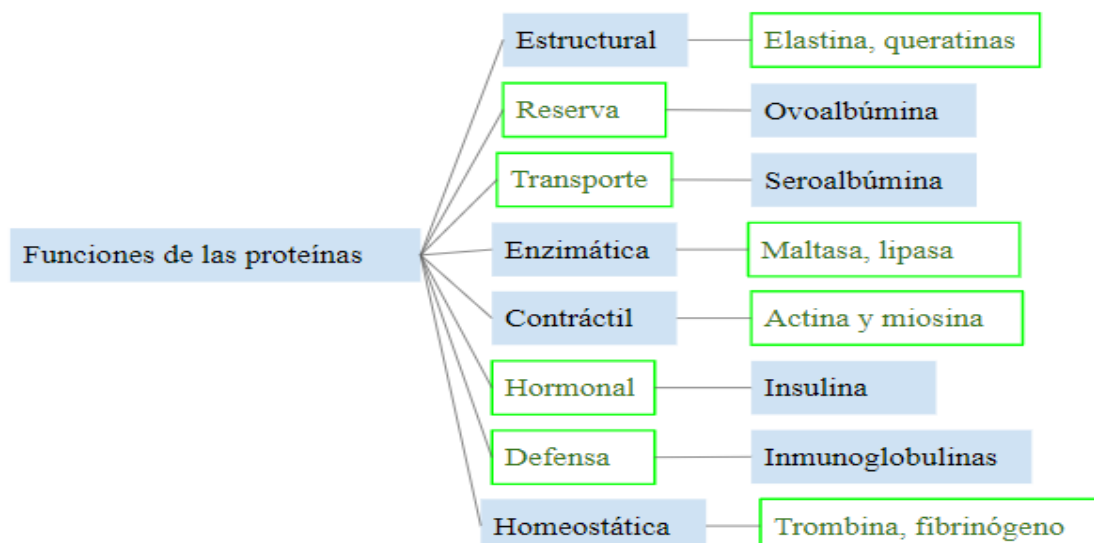 Estructural
Elastina, queratinas
Reserva
Ovoalbúmina
Transporte
Seroalbúmina
Funciones de las proteínas
Enzimática
Maltasa, lipasa
Contráctil
Actina y miosina
Hormonal
Insulina
Defensa
Inmunoglobulinas
Homeostática
Trombina, fibrinógeno